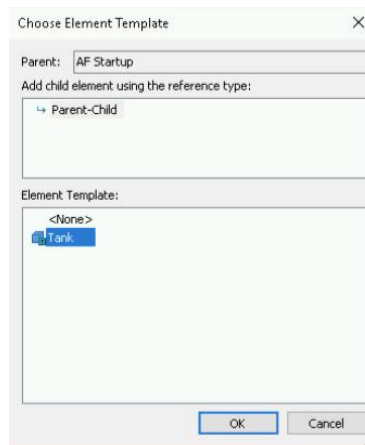 Choose Element Template
Parent: AF Startup
Add child element using the reference type:
Parent-Child
Element Template:
<None>
Tank
OK Cancel